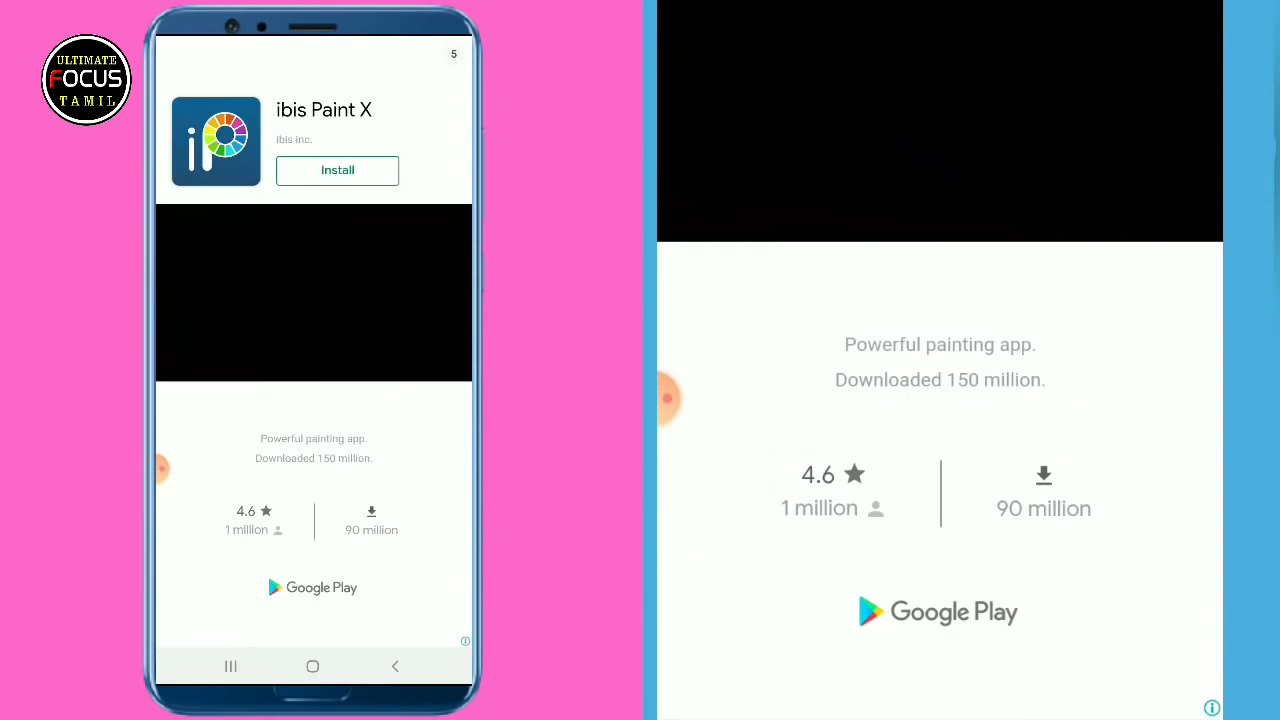 ULTIMATE
FOCUS
TAMIL
5
ibis Paint X
ibis inc.
Install
Powerful painting app.
Downloaded 150 million.
4.6
1 million
90 million
Google Play
Powerful painting app.
Downloaded 150 million.
4.6
1 million
90 million
Google Play